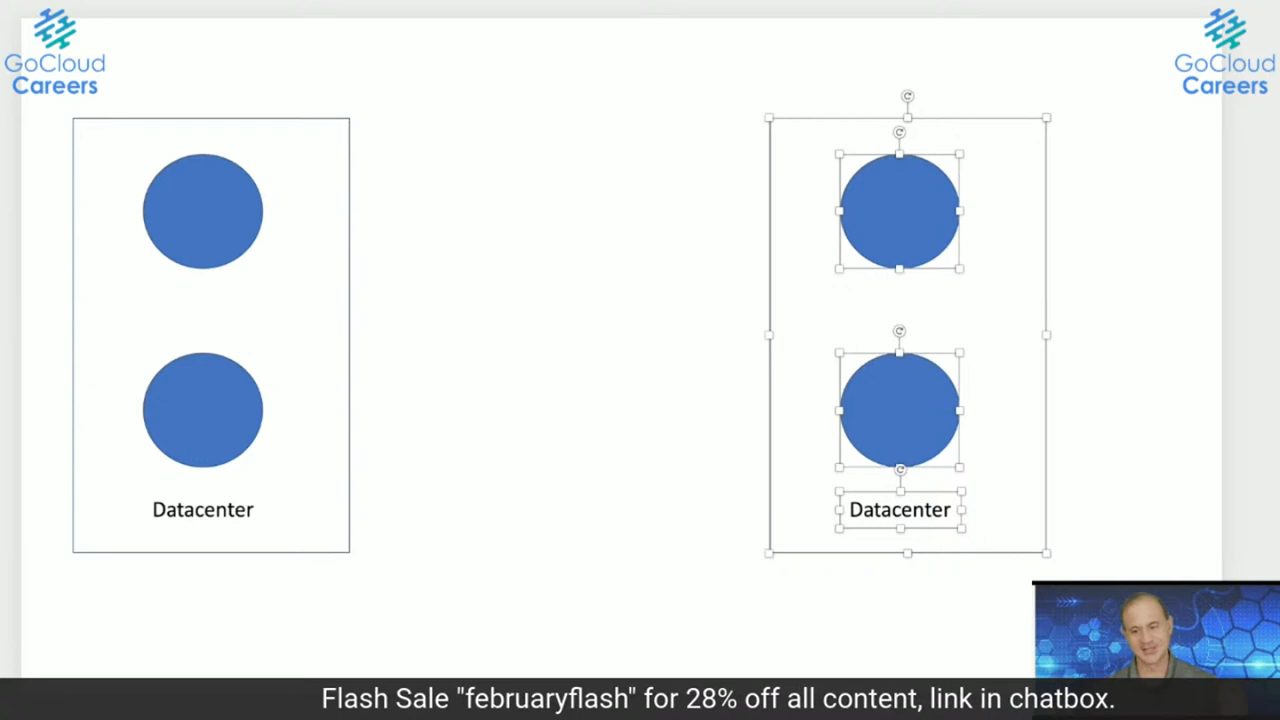 GoCloud
Careers
GoCloud
Careers
Datacenter
Datacenter
Flash Sale "februaryflash" for 28% off all content, link in chatbox.